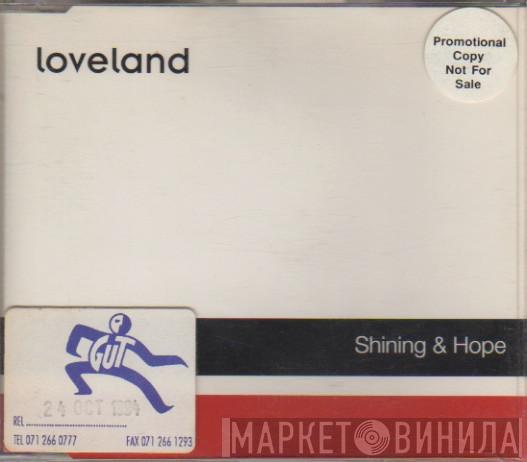 loveland
Promotional
Copy
Not For
Sale
Shining & Hope
GUT
24 OCT 1994
REL
TEL 071 266 0777 FAX 071 266 1293
МАРКЕТ ВИНИЛА